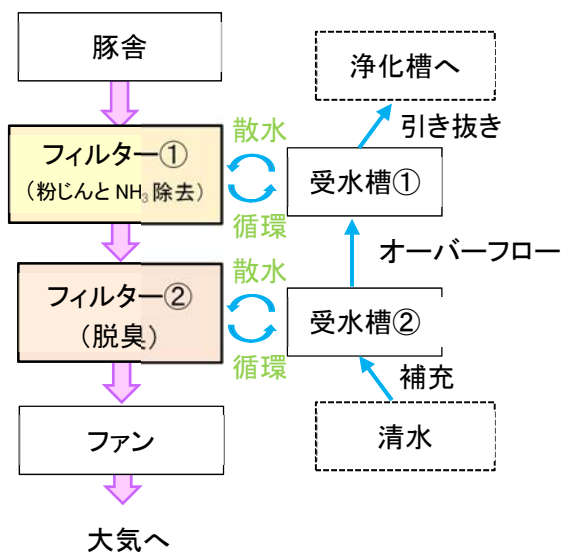 豚舎
浄化槽へ
引き抜き
散水
フィルター①
(粉じんとNH₃除去)
受水槽①
循環
オーバーフロー
散水
フィルター②
(脱臭)
受水槽②
循環
補充
ファン
清水
大気へ